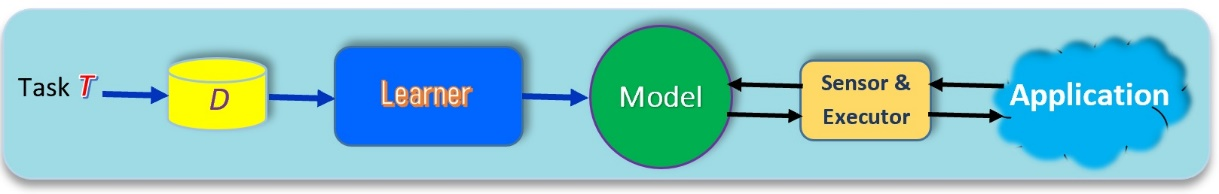 Task T
D
Learner
Model
Sensor &
Executor
Application